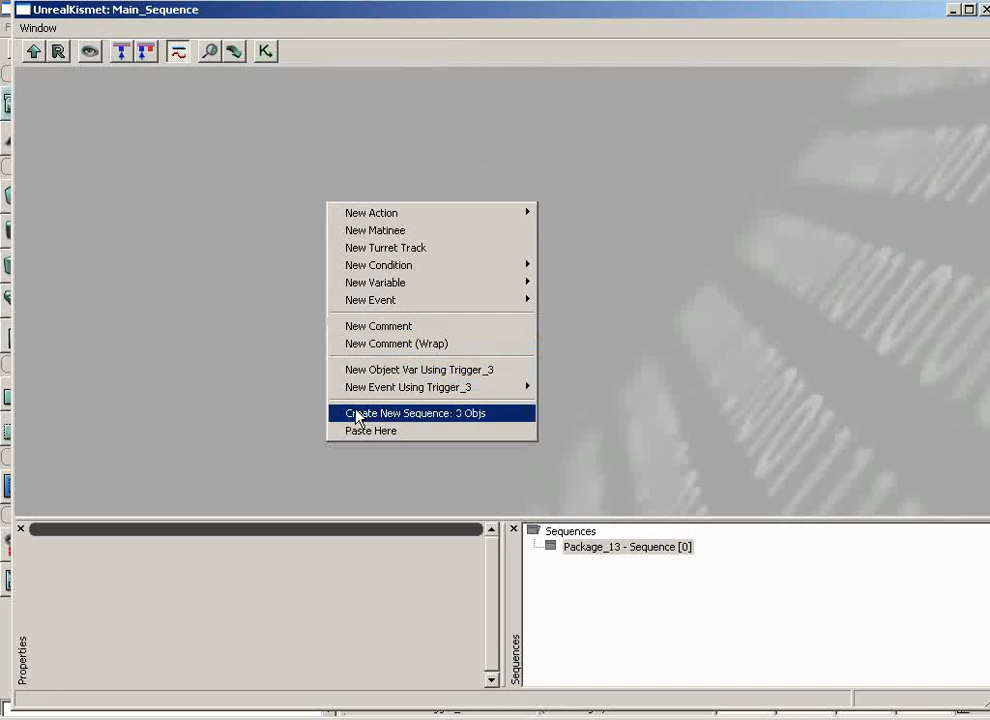 UnrealKismet: Main_Sequence
Window
New Action
New Matinee
New Turret Track
New Condition
New Variable
New Event
New Comment
New Comment (Wrap)
New Object Var Using Trigger_3
New Event Using Trigger_3
Create New Sequence: 3 Objs
Paste Here
Properties
Sequences
Sequences
Package_13 - Sequence [0]